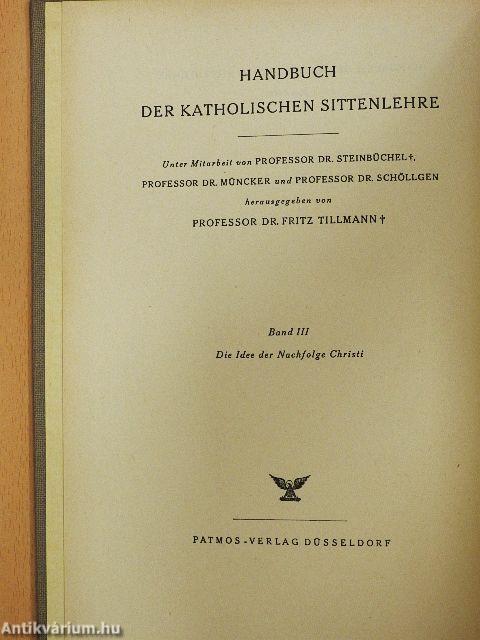 HANDBUCH
DER KATHOLISCHEN SITTENLEHRE
Unter Mitarbeit von PROFESSOR DR. STEINBÜCHEL†,
PROFESSOR DR. MÜNCKER und PROFESSOR DR. SCHÖLLGEN
herausgegeben von
PROFESSOR DR. FRITZ TILLMANN†
Band III
Die Idee der Nachfolge Christi
PATMOS-VERLAG DÜSSELDORF
Antikvárium.hu